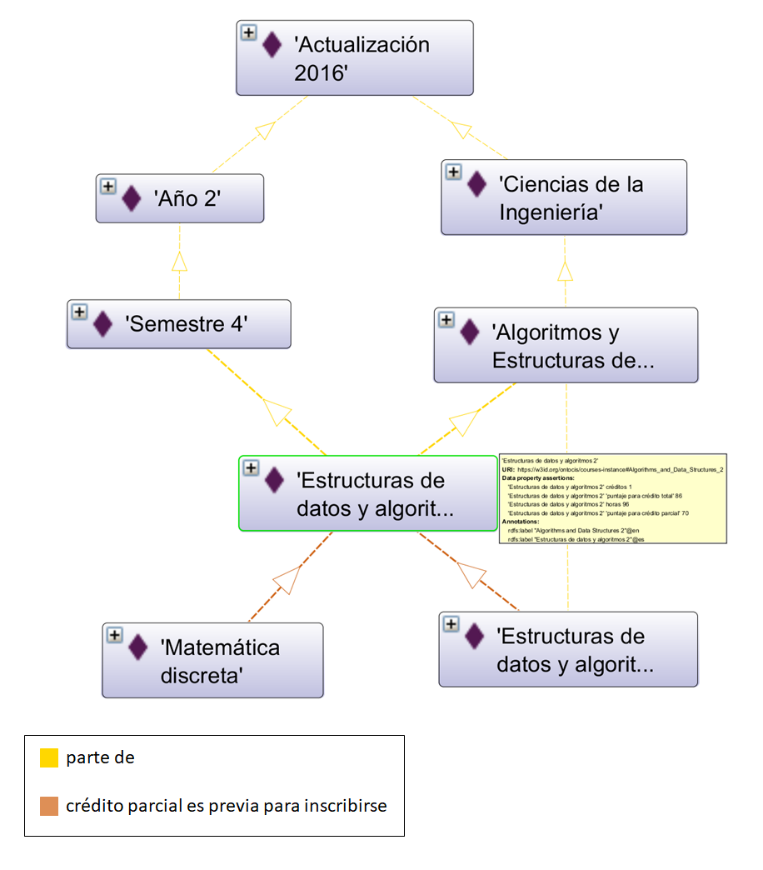 'Actualización
2016'
'Año 2'
'Ciencias de la
Ingeniería'
'Semestre 4'
'Algoritmos y
Estructuras de...
'Estructuras de
datos y algorit...
'Estructuras de datos y algoritmos 2'
URI: https://w3id.org/ontocis/courses-instance#Algorithms_and_Data_Structures_2
Data property assertions:
'Estructuras de datos y algoritmos 2' créditos 1
'Estructuras de datos y algoritmos 2' 'puntaje para crédito total' 86
'Estructuras de datos y algoritmos 2' horas 96
'Estructuras de datos y algoritmos 2' 'puntaje para crédito parcial' 70
Annotations:
rdfs:label "Algorithms and Data Structures 2"@en
rdfs:label "Estructuras de datos y algoritmos 2"@es
'Matemática
discreta'
'Estructuras de
datos y algorit...
parte de
crédito parcial es previa para inscribirse